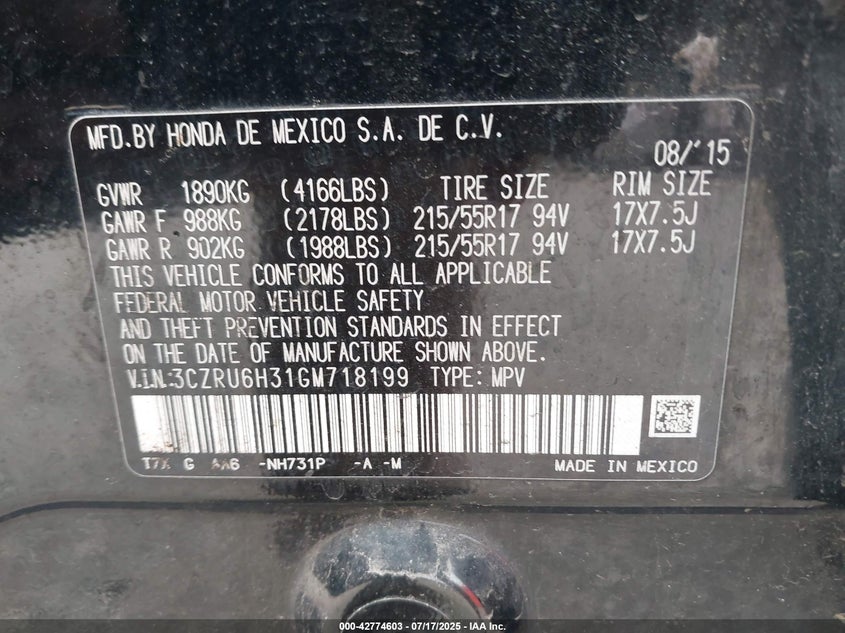 MFD.BY HONDA DE MEXICO S.A. DE C.V.
08/'15
GVWR 1890KG (4166LBS) TIRE SIZE RIM SIZE
GAWR F 988KG (2178LBS) 215/55R17 94V 17X7.5J
GAWR R 902KG (1988LBS) 215/55R17 94V 17X7.5J
THIS VEHICLE CONFORMS TO ALL APPLICABLE
FEDERAL MOTOR VEHICLE SAFETY
AND THEFT PREVENTION STANDARDS IN EFFECT
ON THE DATE OF MANUFACTURE SHOWN ABOVE.
V.I.N.:3CZRU6H31GM718199 TYPE: MPV
G -NH731P -A -M MADE IN MEXICO
000-42774603 / 07/17/2025 - IAA Inc.